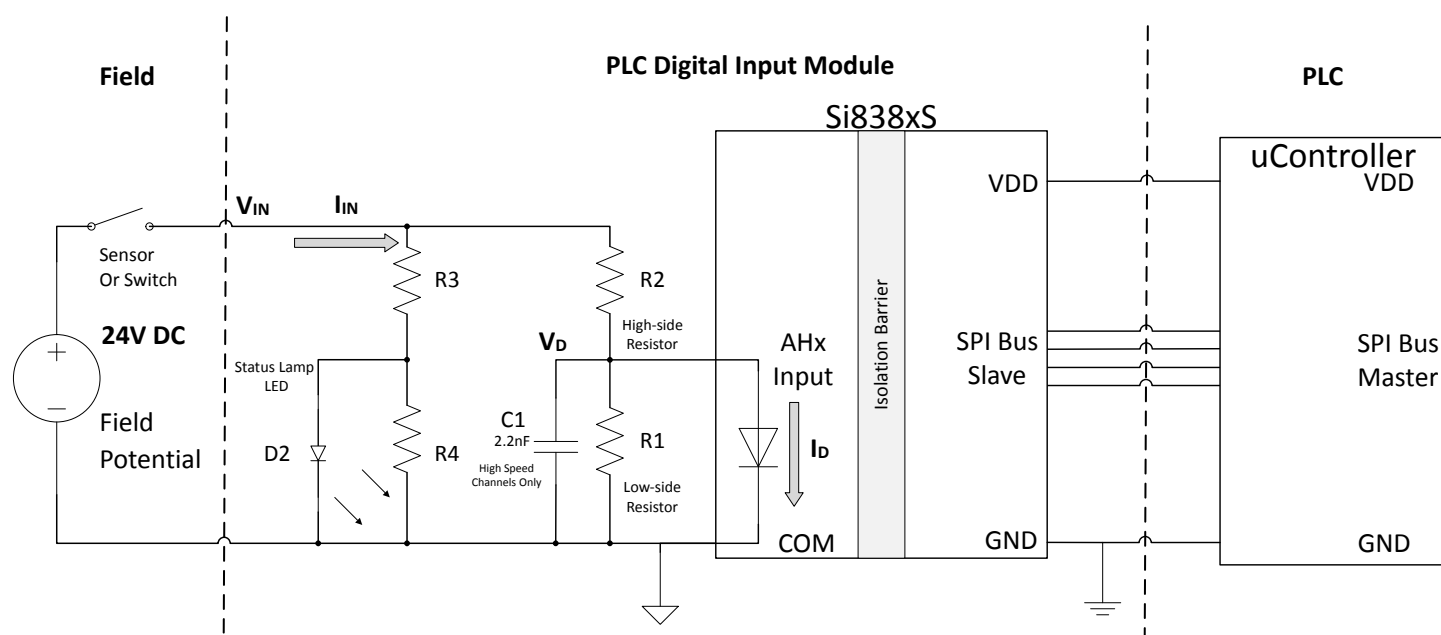 Field
PLC Digital Input Module
PLC
Si838xS
uController
VDD
VDD
VIN
IIN
Sensor
Or Switch
R3
R2
24V DC
High-side
Resistor
VD
Status Lamp
LED
AHx
Input
Isolation Barrier
SPI Bus
Slave
SPI Bus
Master
Field
Potential
D2
R4
C1
2.2nF
High Speed
Channels Only
R1
ID
Low-side
Resistor
COM
GND
GND